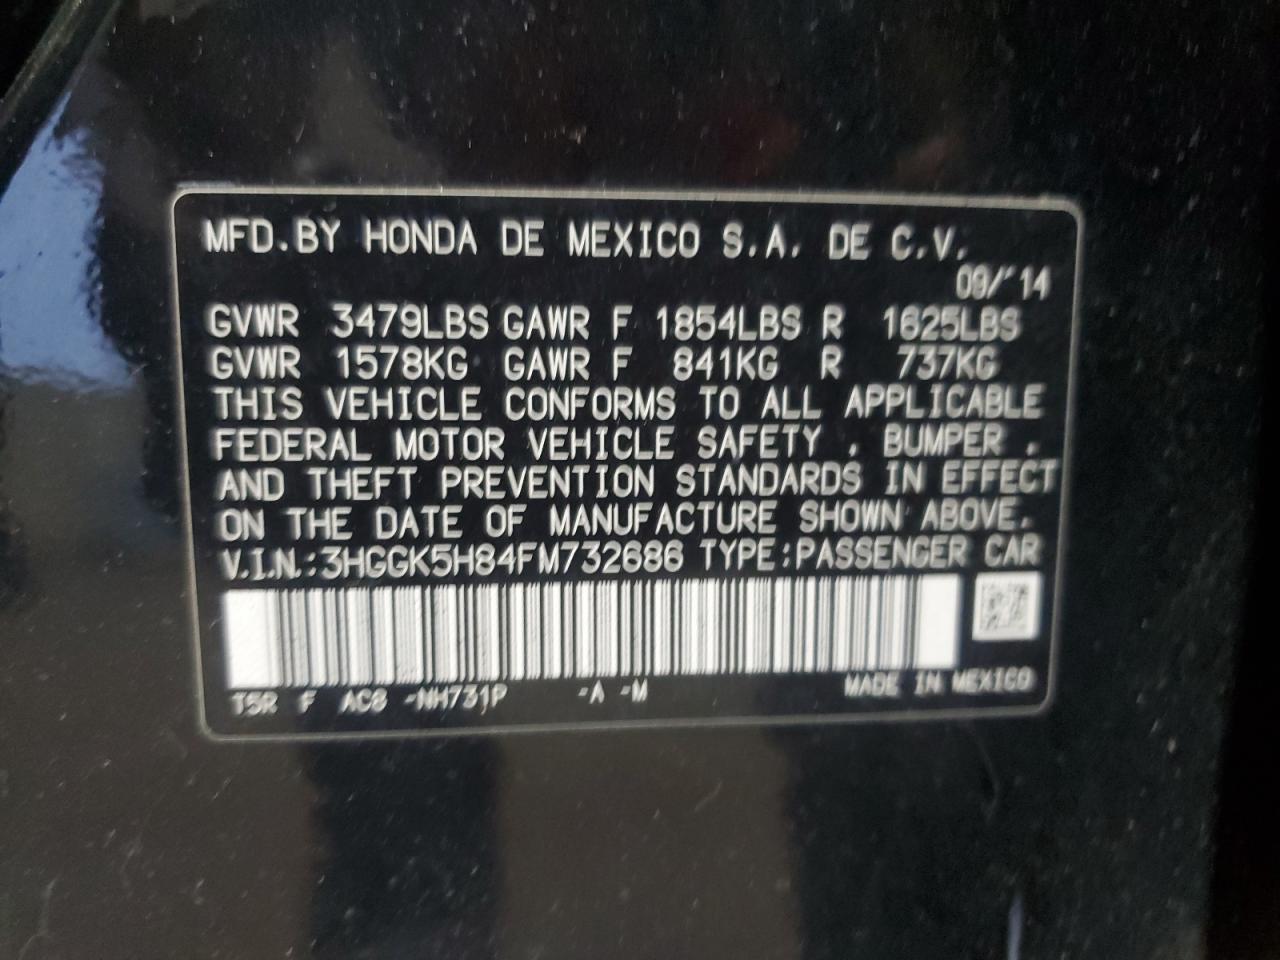 MFD.BY HONDA DE MEXICO S.A. DE C.V.
09/"14
GVWR 3479LBS GAWR F 1854LBS R 1625LBS
GVWR 1578KG GAWR F 841KG R 737KG
THIS VEHICLE CONFORMS TO ALL APPLICABLE
FEDERAL MOTOR VEHICLE SAFETY , BUMPER ,
AND THEFT PREVENTION STANDARDS IN EFFECT
ON THE DATE OF MANUFACTURE SHOWN ABOVE.
V.I.N.:3HGGK5H84FM732686 TYPE:PASSENGER CAR
T5R F AC8 -NH731P -A -M MADE IN MEXICO